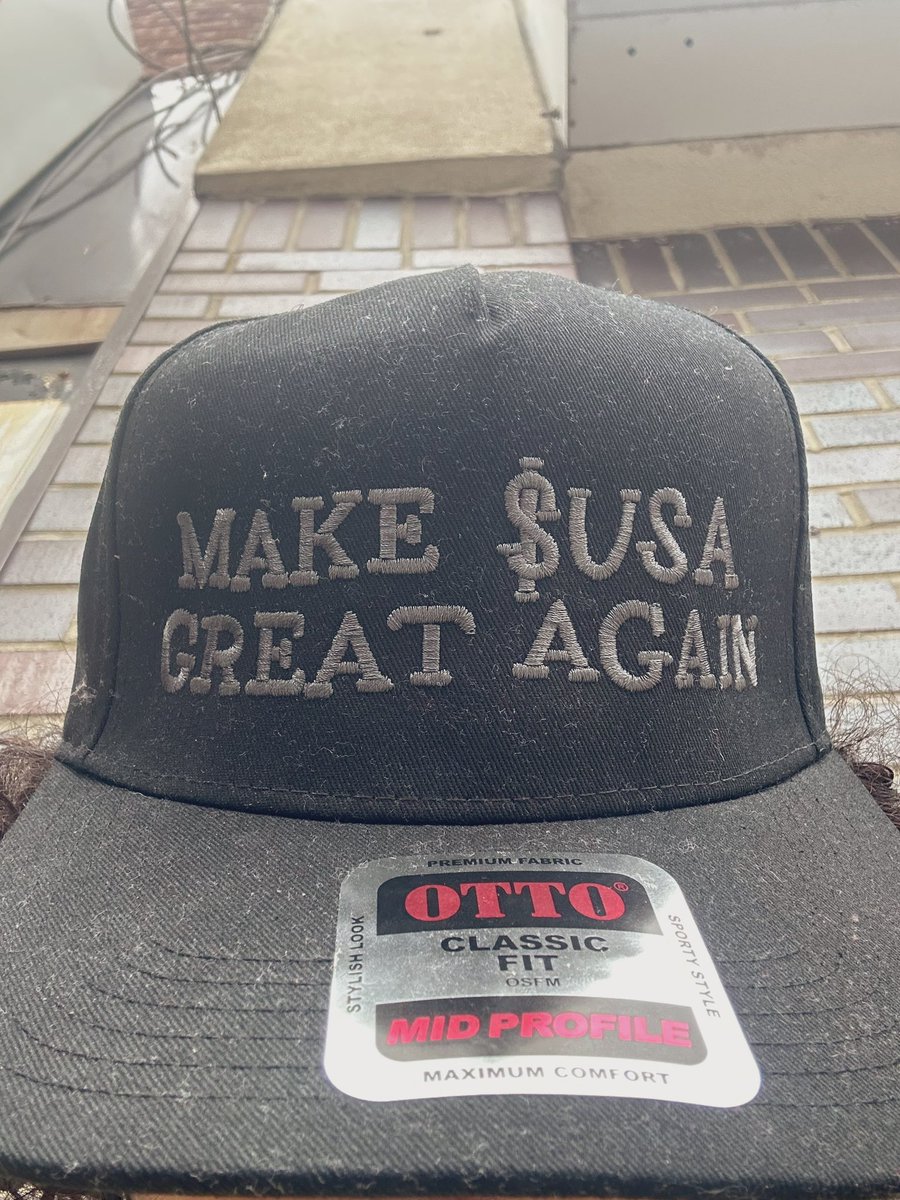 MAKE $USA
GREAT AGAIN
PREMIUM FABRIC
OTTO®
STYLISH LOOK
CLASSIC
FIT
OSFM
SPORTY STYLE
MID PROFILE
MAXIMUM COMFORT